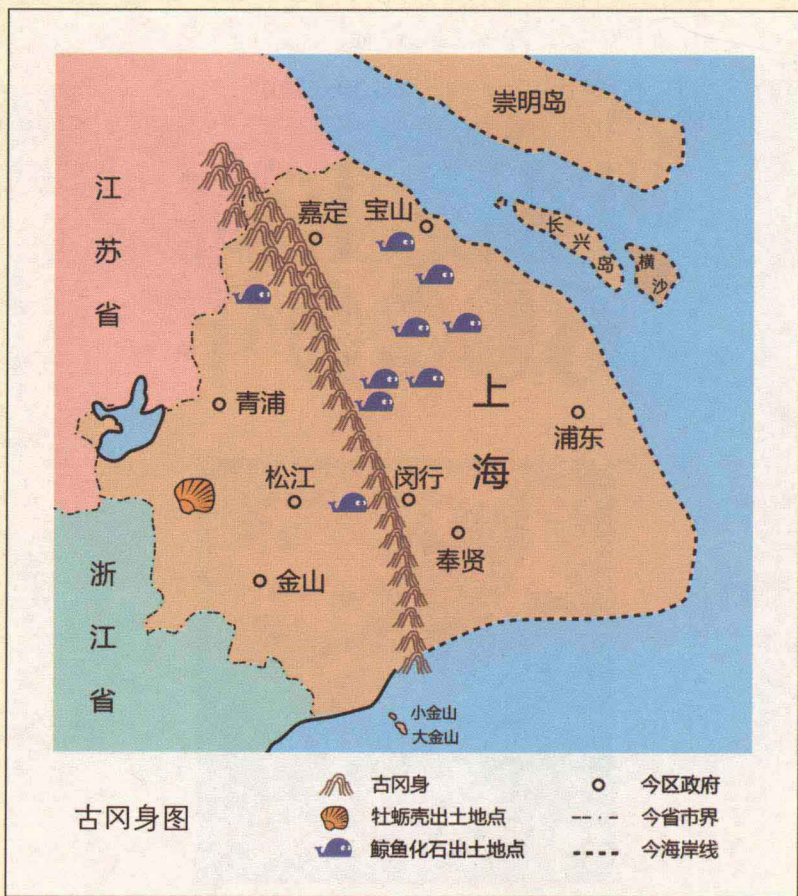 崇明岛
江苏省
嘉定
宝山
长兴岛
横沙
青浦
上海
浦东
松江
闵行
奉贤
金山
浙江省
小金山
大金山
古冈身图
古冈身
牡蛎壳出土地点
鲸鱼化石出土地点
今区政府
今省市界
今海岸线